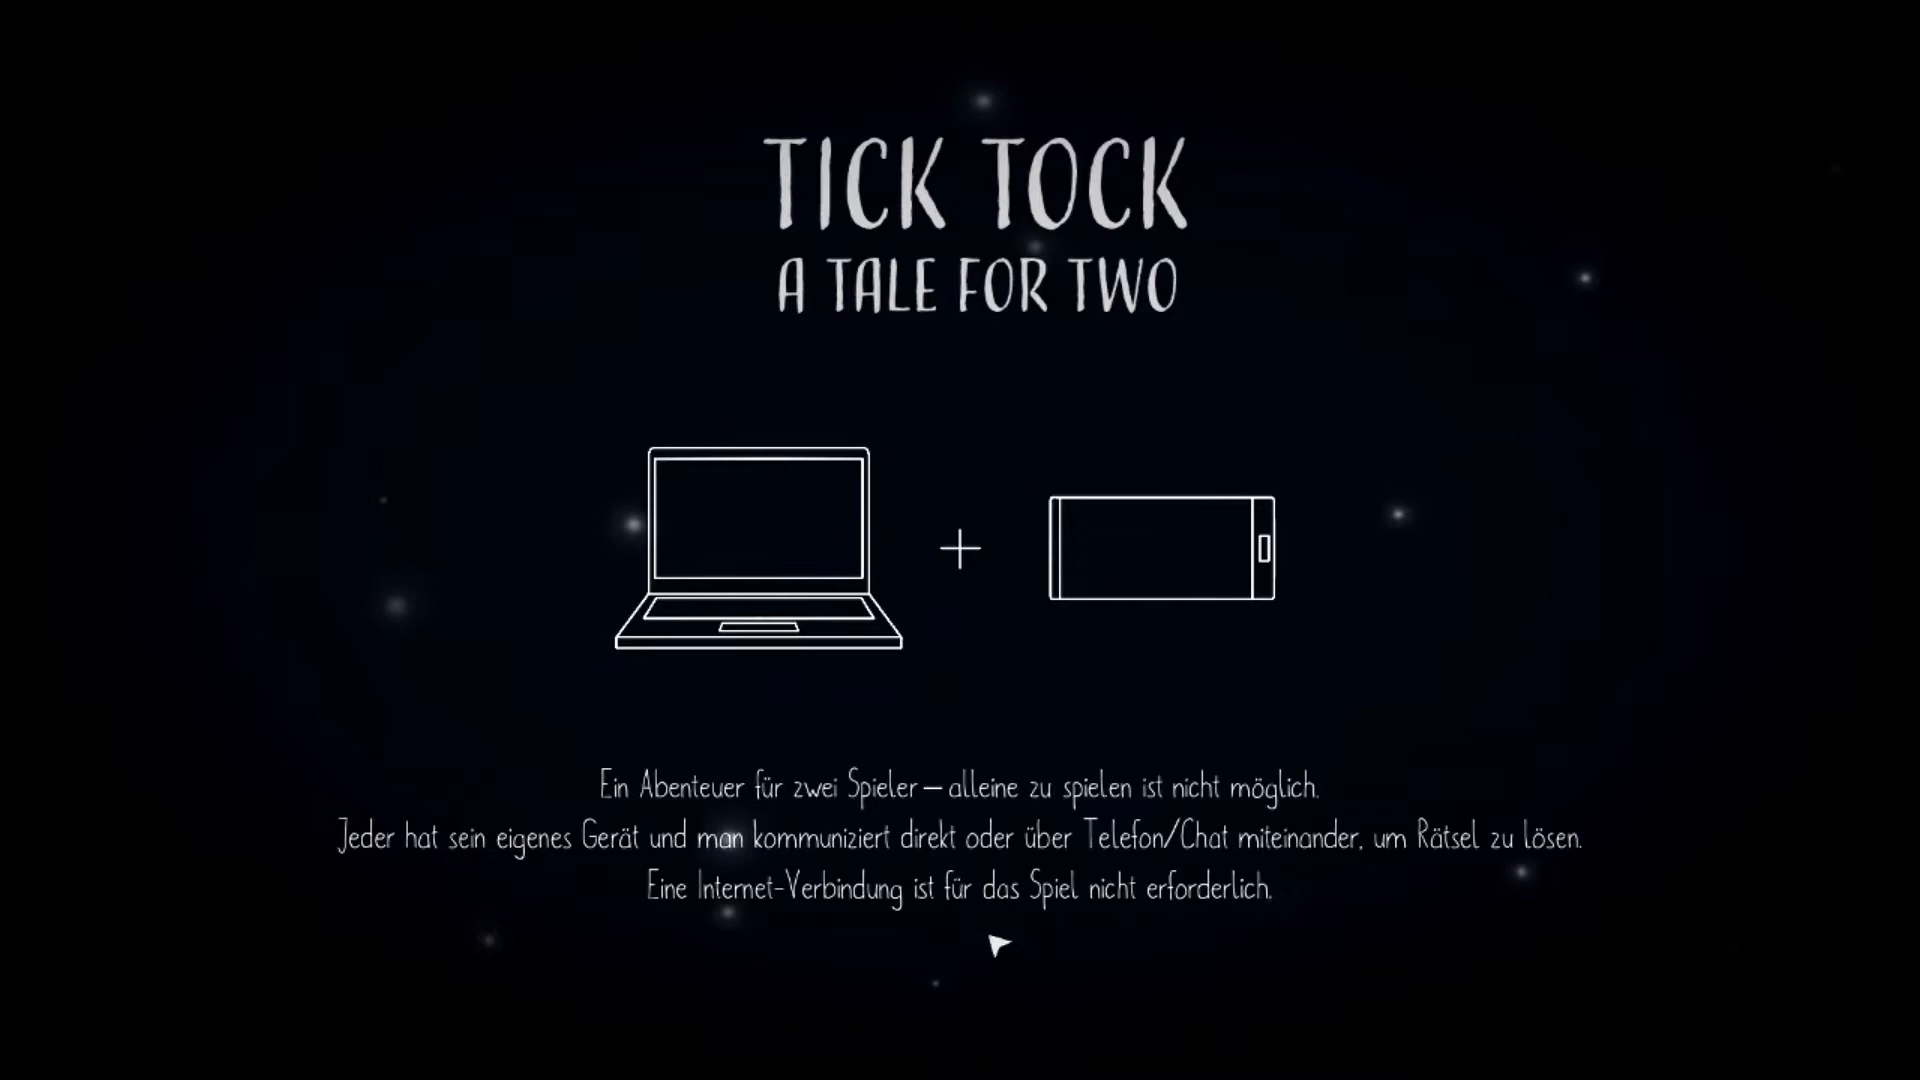 TICK TOCK
A TALE FOR TWO
Ein Abenteuer für zwei Spieler – alleine zu spielen ist nicht möglich.
Jeder hat sein eigenes Gerät und man kommuniziert direkt oder über Telefon/Chat miteinander, um Rätsel zu lösen.
Eine Internet-Verbindung ist für das Spiel nicht erforderlich.